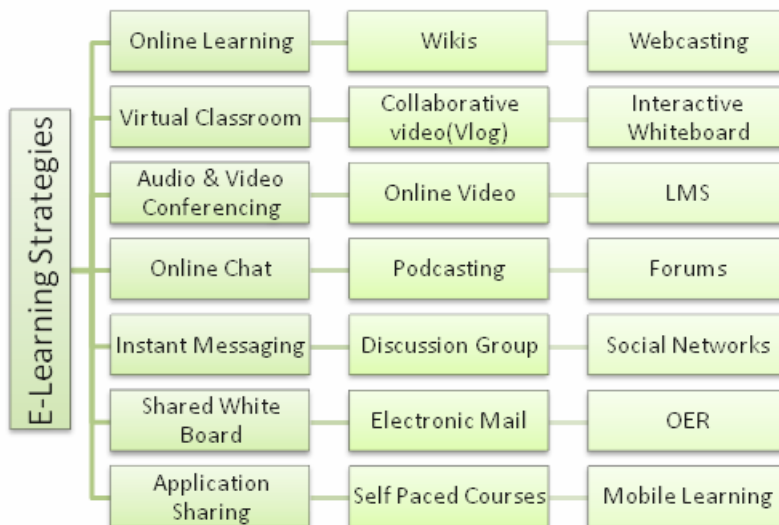 E-Learning Strategies
Online Learning
Wikis
Webcasting
Virtual Classroom
Collaborative
video(Vlog)
Interactive
Whiteboard
Audio & Video
Conferencing
Online Video
LMS
Online Chat
Podcasting
Forums
Instant Messaging
Discussion Group
Social Networks
Shared White
Board
Electronic Mail
OER
Application
Sharing
Self Paced Courses
Mobile Learning